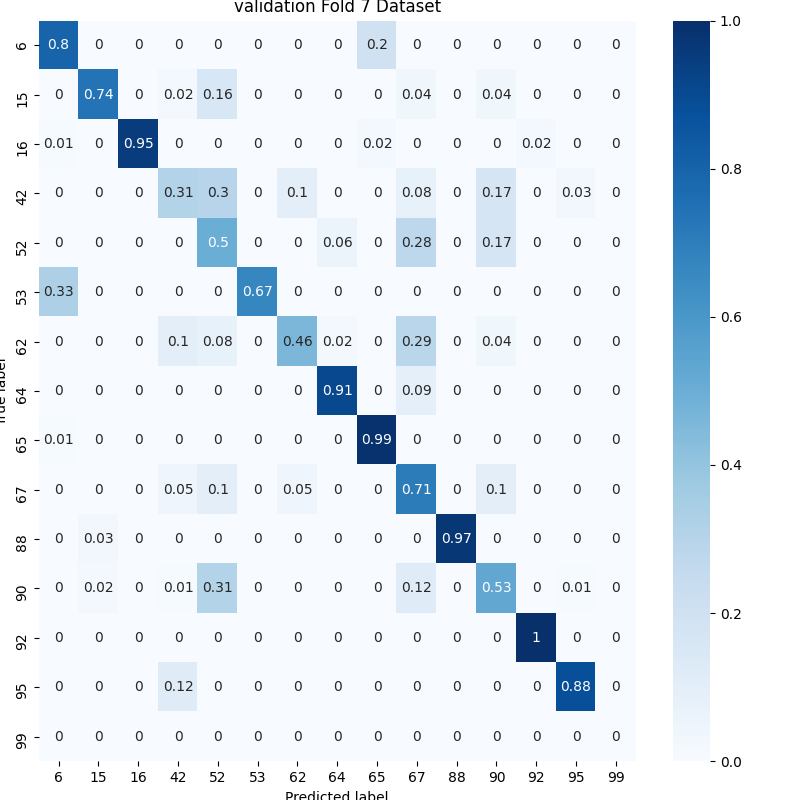 validation Fold 7 Dataset
6 0.8 0 0 0 0 0 0 0 0.2 0 0 0 0 0 0
15 0 0.74 0 0.02 0.16 0 0 0 0 0.04 0 0.04 0 0 0
16 0.01 0 0.95 0 0 0 0 0 0.02 0 0 0 0.02 0 0
42 0 0 0 0.31 0.3 0 0.1 0 0 0.08 0 0.17 0 0.03 0
52 0 0 0 0 0.5 0 0 0.06 0 0.28 0 0.17 0 0 0
53 0.33 0 0 0 0 0.67 0 0 0 0 0 0 0 0 0
62 0 0 0 0.1 0.08 0 0.46 0.02 0 0.29 0 0.04 0 0 0
64 0 0 0 0 0 0 0 0.91 0 0.09 0 0 0 0 0
65 0.01 0 0 0 0 0 0 0 0.99 0 0 0 0 0 0
67 0 0 0 0.05 0.1 0 0.05 0 0 0.71 0 0.1 0 0 0
88 0 0.03 0 0 0 0 0 0 0 0 0.97 0 0 0 0
90 0 0.02 0 0.01 0.31 0 0 0 0 0.12 0 0.53 0 0.01 0
92 0 0 0 0 0 0 0 0 0 0 0 0 1 0 0
95 0 0 0 0.12 0 0 0 0 0 0 0 0 0 0.88 0
99 0 0 0 0 0 0 0 0 0 0 0 0 0 0 0
6 15 16 42 52 53 62 64 65 67 88 90 92 95 99
Predicted label
True label
1.0
0.8
0.6
0.4
0.2
0.0